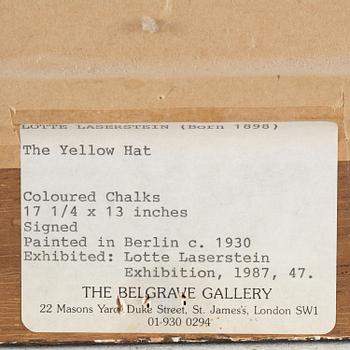 LOTTE LASERSTEIN (Born 1898)
The Yellow Hat
Coloured Chalks
17 1/4 x 13 inches
Signed
Painted in Berlin c. 1930
Exhibited: Lotte Laserstein
Exhibition, 1987, 47.
THE BELGRAVE GALLERY
22 Masons Yard Duke Street, St. James's, London SW1
01-930 0294